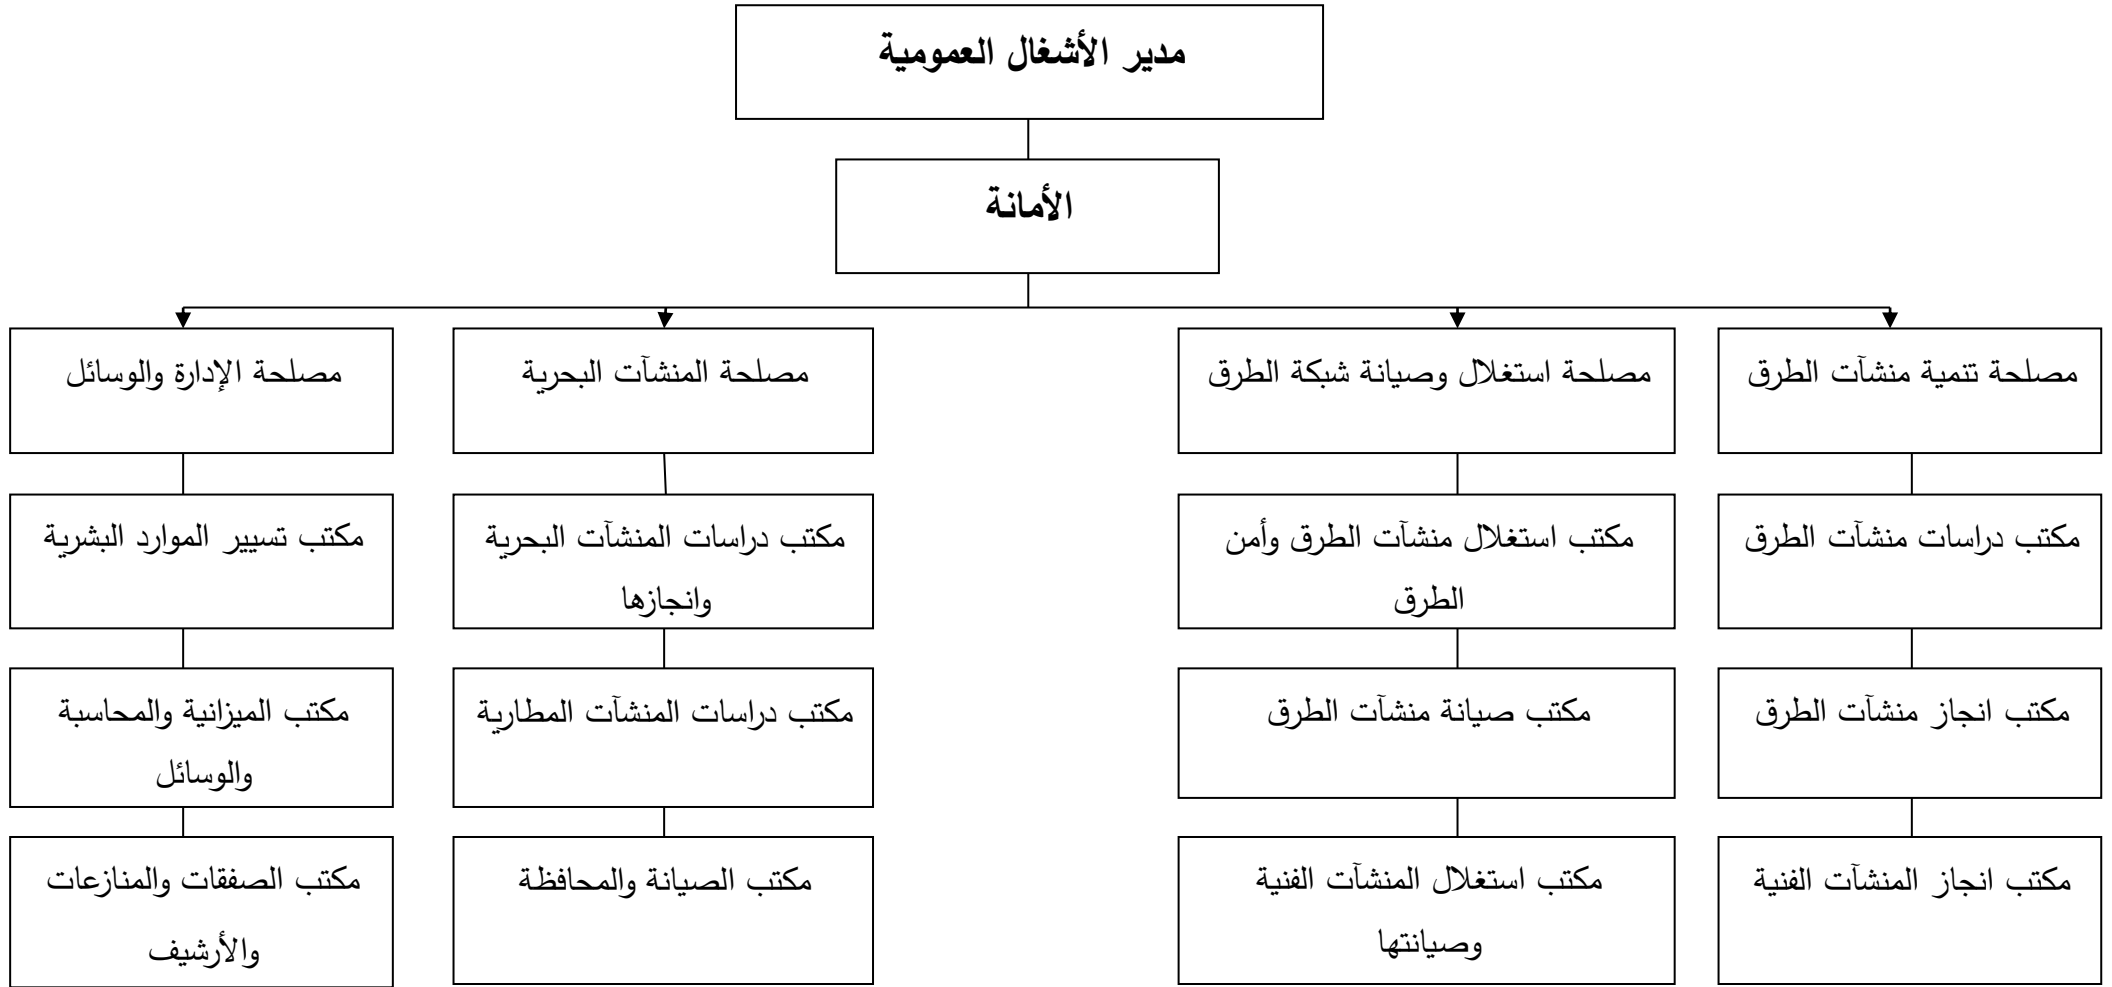 مدير الأشغال العمومية
الأمانة
مصلحة تنمية منشآت الطرق
مصلحة استغلال وصيانة شبكة الطرق
مصلحة المنشآت البحرية
مصلحة الإدارة والوسائل
مكتب دراسات منشآت الطرق
مكتب استغلال منشآت الطرق وأمن
الطرق
مكتب دراسات المنشآت البحرية
وانجازها
مكتب تسيير الموارد البشرية
مكتب انجاز منشآت الطرق
مكتب صيانة منشآت الطرق
مكتب دراسات المنشآت المطارية
مكتب الميزانية والمحاسبة
والوسائل
مكتب انجاز المنشآت الفنية
مكتب استغلال المنشآت الفنية
وصيانتها
مكتب الصيانة والمحافظة
مكتب الصفقات والمنازعات
والأرشيف